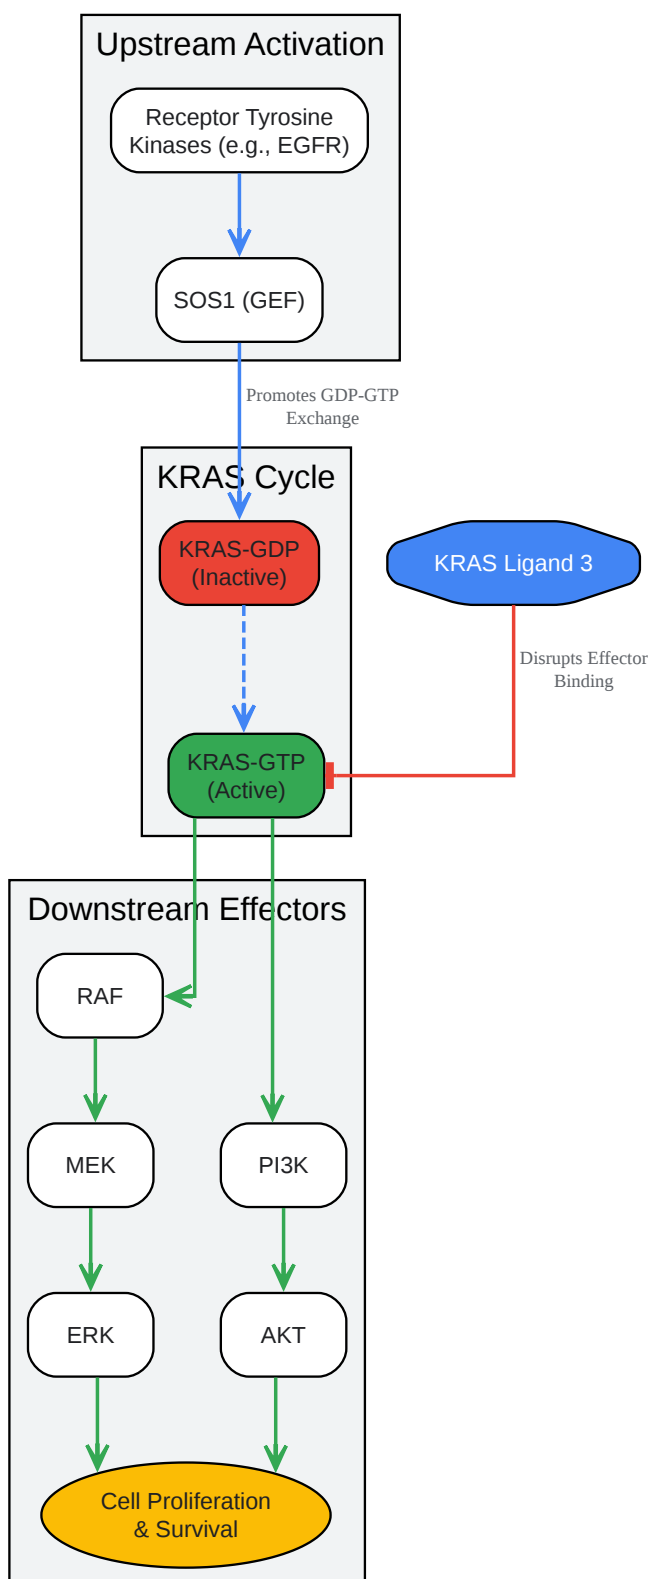 Upstream Activation
Receptor Tyrosine
Kinases (e.g., EGFR)
SOS1 (GEF)
Promotes GDP-GTP
Exchange
KRAS Cycle
KRAS-GDP
(Inactive)
KRAS Ligand 3
Disrupts Effector
Binding
KRAS-GTP
(Active)
Downstream Effectors
RAF
MEK
PI3K
ERK
AKT
Cell Proliferation
& Survival